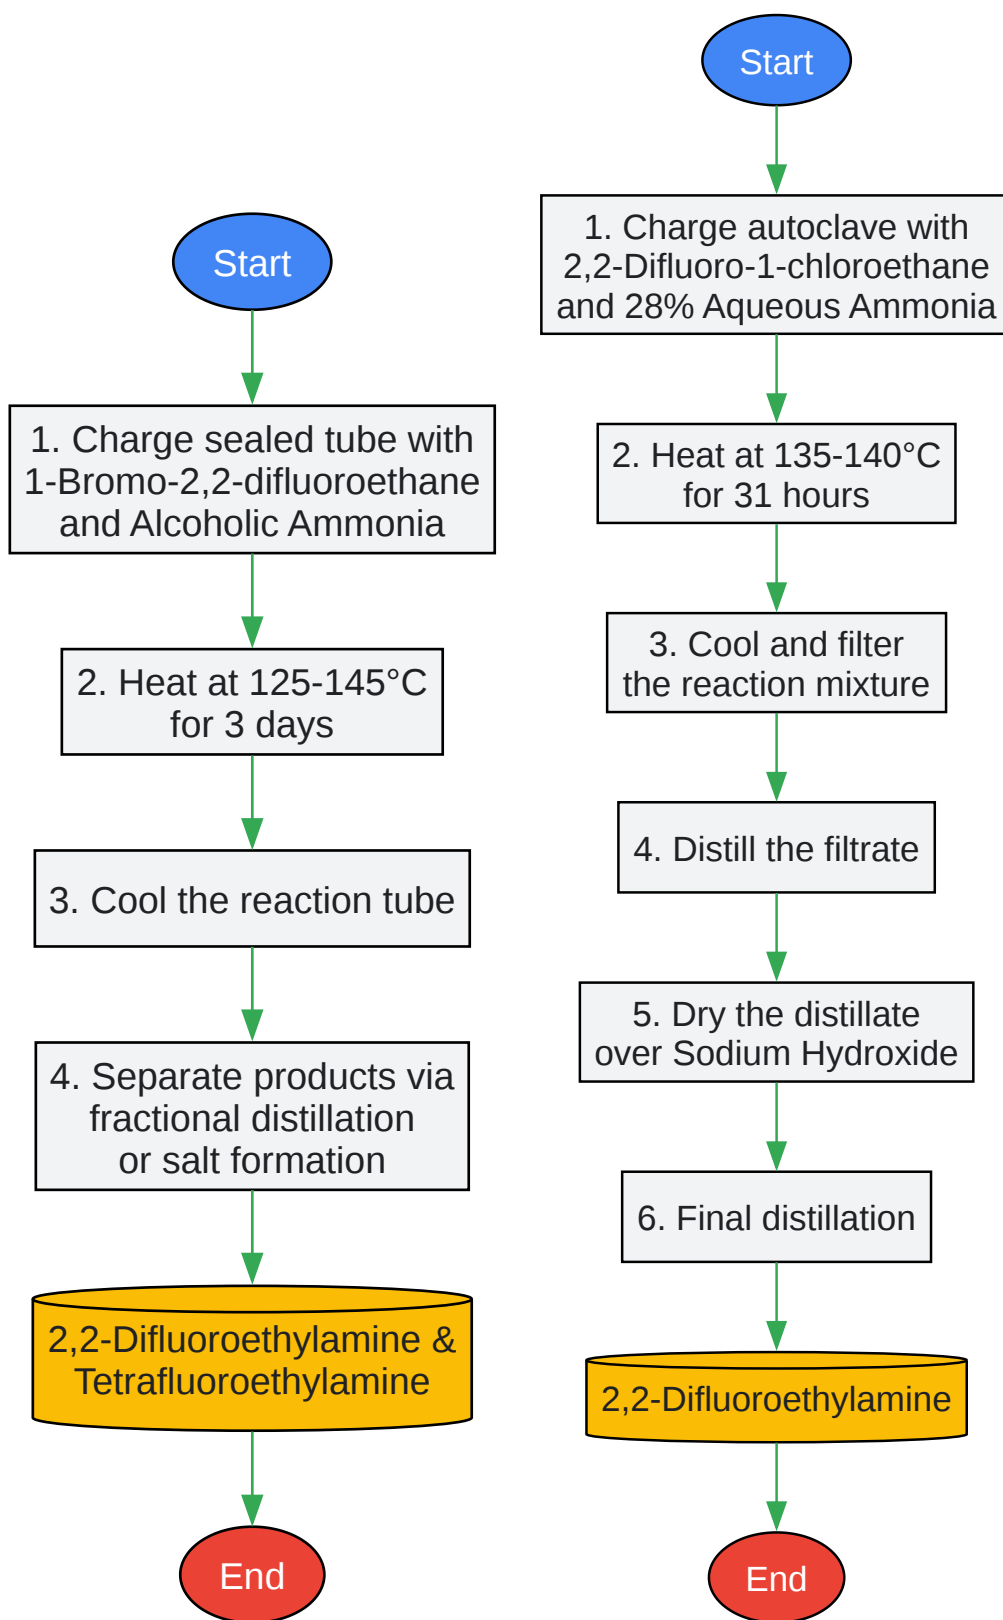 Start
1. Charge sealed tube with
1-Bromo-2,2-difluoroethane
and Alcoholic Ammonia
2. Heat at 125-145°C
for 3 days
3. Cool the reaction tube
4. Separate products via
fractional distillation
or salt formation
2,2-Difluoroethylamine &
Tetrafluoroethylamine
End
Start
1. Charge autoclave with
2,2-Difluoro-1-chloroethane
and 28% Aqueous Ammonia
2. Heat at 135-140°C
for 31 hours
3. Cool and filter
the reaction mixture
4. Distill the filtrate
5. Dry the distillate
over Sodium Hydroxide
6. Final distillation
2,2-Difluoroethylamine
End